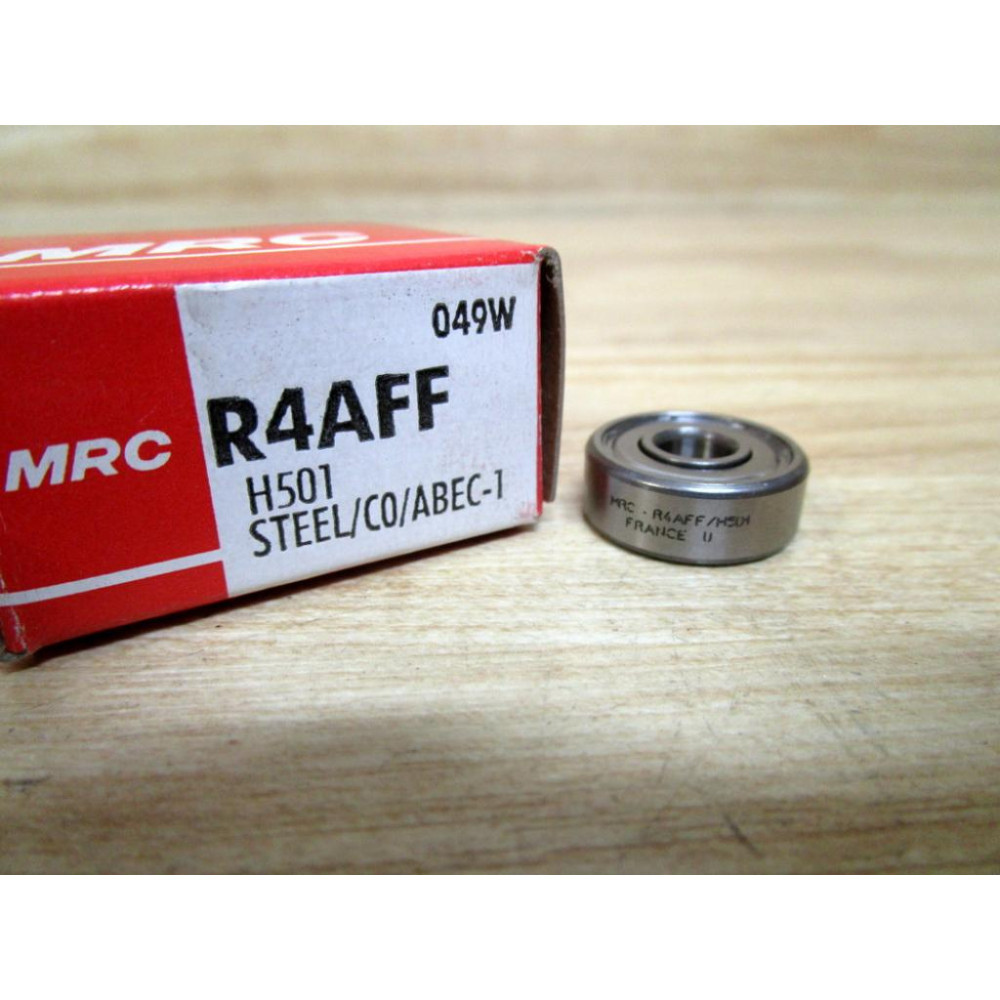 MRC
049W
MRC
R4AFF
H501
STEEL/CO/ABEC-1
MRC - R4AFF/H501
FRANCE U